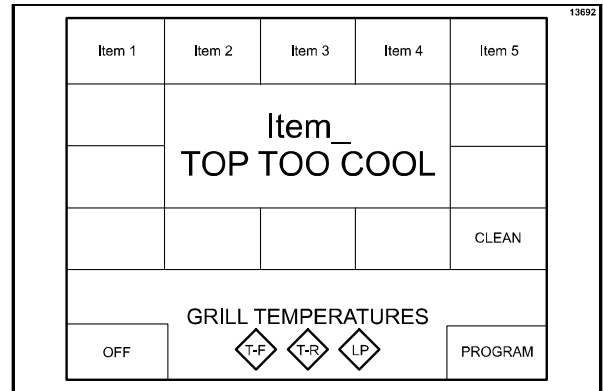 13692
Item 1 Item 2 Item 3 Item 4 Item 5
Item_
TOP TOO COOL
CLEAN
GRILL TEMPERATURES
OFF T-F T-R LP PROGRAM